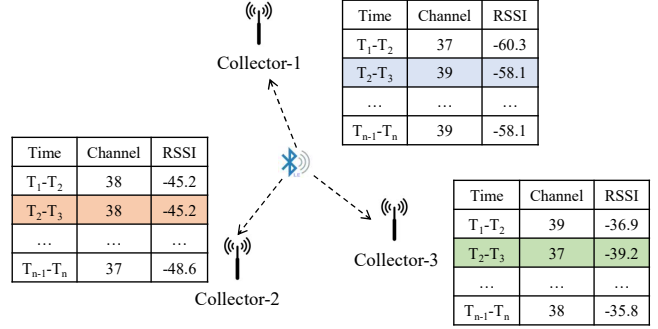 Time Channel RSSI
T₁-T₂ 37 -60.3
T₂-T₃ 39 -58.1
... ... ...
Tₙ₋₁-Tₙ 39 -58.1
Collector-1
Time Channel RSSI
T₁-T₂ 38 -45.2
T₂-T₃ 38 -45.2
... ... ...
Tₙ₋₁-Tₙ 37 -48.6
Collector-2
LE
Time Channel RSSI
T₁-T₂ 39 -36.9
T₂-T₃ 37 -39.2
... ... ...
Tₙ₋₁-Tₙ 38 -35.8
Collector-3